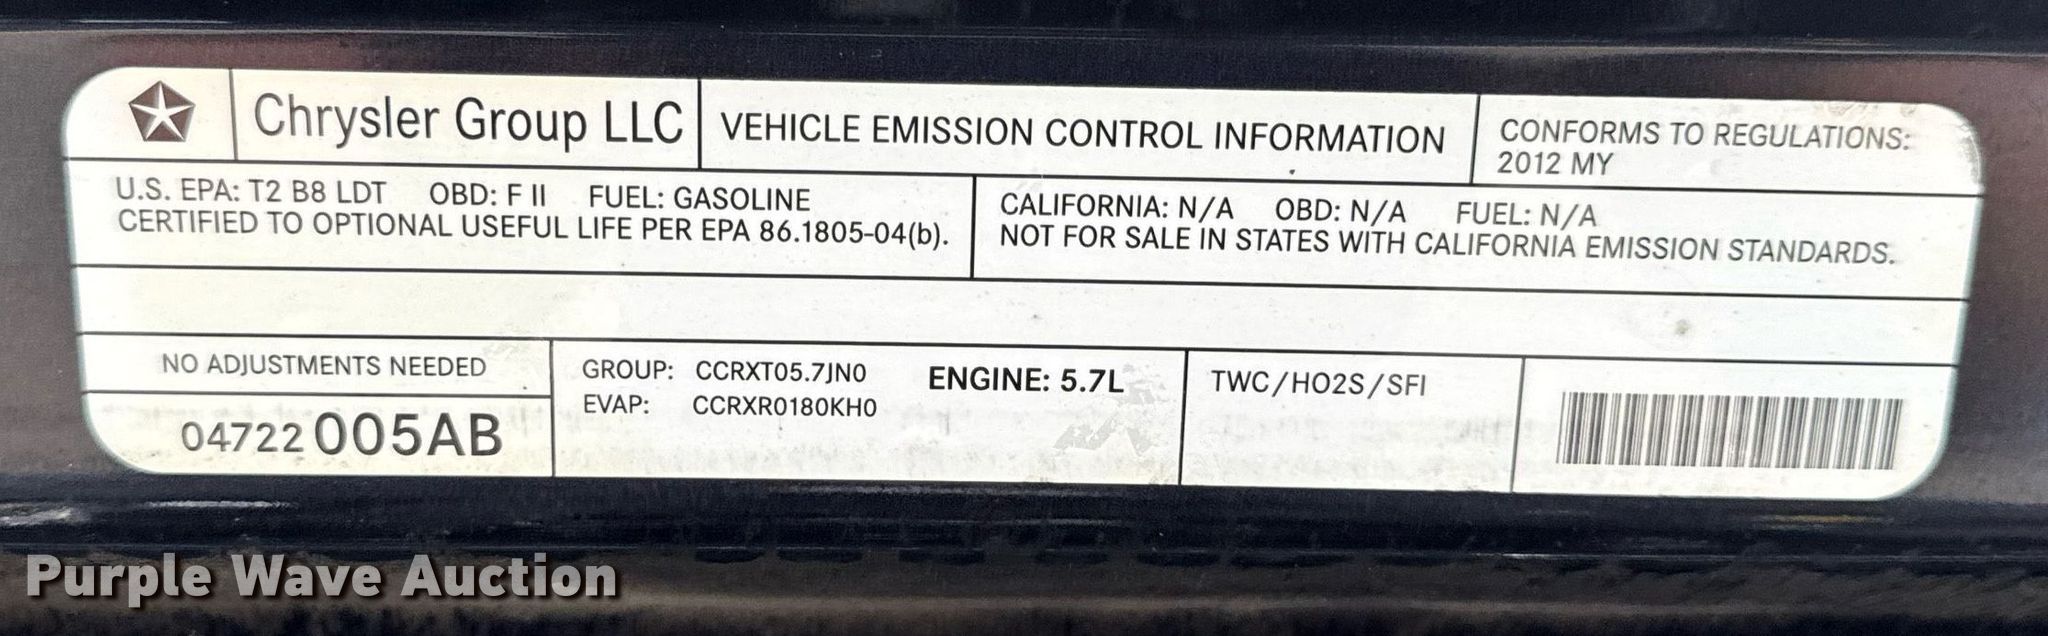 Chrysler Group LLC
VEHICLE EMISSION CONTROL INFORMATION
CONFORMS TO REGULATIONS:
2012 MY
U.S. EPA: T2 B8 LDT OBD: F II FUEL: GASOLINE
CERTIFIED TO OPTIONAL USEFUL LIFE PER EPA 86.1805-04(b).
CALIFORNIA: N/A OBD: N/A FUEL: N/A
NOT FOR SALE IN STATES WITH CALIFORNIA EMISSION STANDARDS.
NO ADJUSTMENTS NEEDED
04722 005AB
GROUP: CCRXT05.7JN0
EVAP: CCRXR0180KH0
ENGINE: 5.7L
TWC/HO2S/SFI
Purple Wave Auction